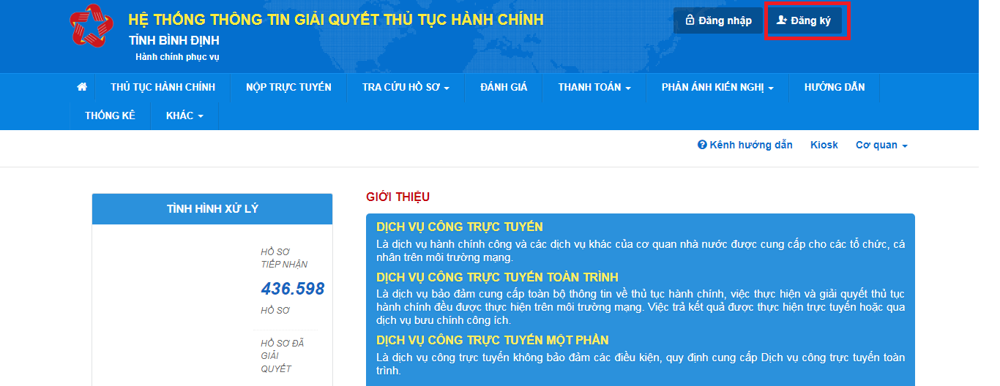 HỆ THỐNG THÔNG TIN GIẢI QUYẾT THỦ TỤC HÀNH CHÍNH
TỈNH BÌNH ĐỊNH
Hành chính phục vụ
Đăng nhập
Đăng ký
THỦ TỤC HÀNH CHÍNH
NỘP TRỰC TUYẾN
TRA CỨU HỒ SƠ
ĐÁNH GIÁ
THANH TOÁN
PHẢN ÁNH KIẾN NGHỊ
HƯỚNG DẪN
THỐNG KÊ
KHÁC
Kênh hướng dẫn
Kiosk
Cơ quan
TÌNH HÌNH XỬ LÝ
HỒ SƠ
TIẾP NHẬN
436.598
HỒ SƠ
HỒ SƠ ĐÃ
GIẢI
QUYẾT
GIỚI THIỆU
DỊCH VỤ CÔNG TRỰC TUYẾN
Là dịch vụ hành chính công và các dịch vụ khác của cơ quan nhà nước được cung cấp cho các tổ chức, cá
nhân trên môi trường mạng.
DỊCH VỤ CÔNG TRỰC TUYẾN TOÀN TRÌNH
Là dịch vụ bảo đảm cung cấp toàn bộ thông tin về thủ tục hành chính, việc thực hiện và giải quyết thủ tục
hành chính đều được thực hiện trên môi trường mạng. Việc trả kết quả được thực hiện trực tuyến hoặc qua
dịch vụ bưu chính công ích.
DỊCH VỤ CÔNG TRỰC TUYẾN MỘT PHẦN
Là dịch vụ công trực tuyến không bảo đảm các điều kiện, quy định cung cấp Dịch vụ công trực tuyến toàn
trình.